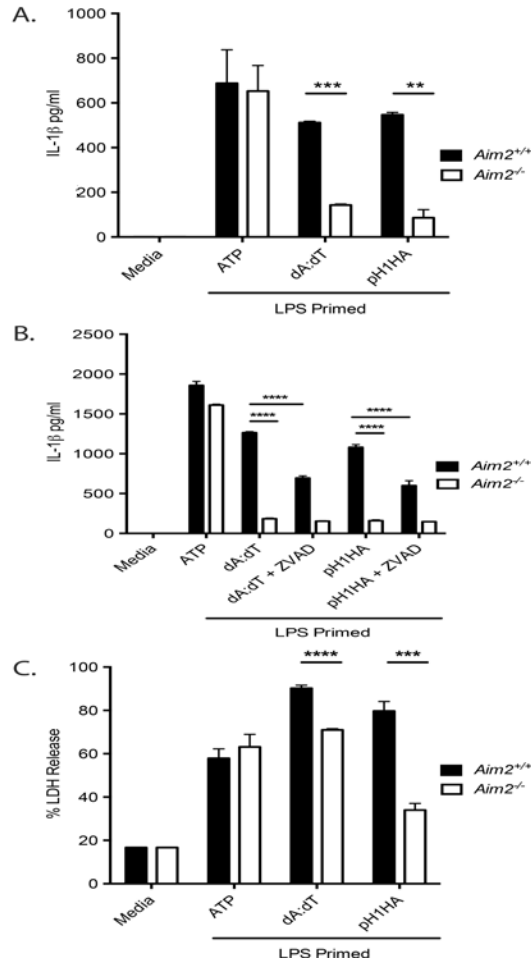 A.
1000
800
600
400
200
0
IL-1β pg/ml
***
**
Aim2+/+
Aim2-/-
Media
ATP
dA:dT
pH1HA
LPS Primed
B.
2500
2000
1500
1000
500
0
IL-1β pg/ml
****
****
****
****
Aim2+/+
Aim2-/-
Media
ATP
dA:dT
dA:dT + ZVAD
pH1HA
pH1HA + ZVAD
LPS Primed
C.
100
80
60
40
20
0
% LDH Release
****
***
Aim2+/+
Aim2-/-
Media
ATP
dA:dT
pH1HA
LPS Primed